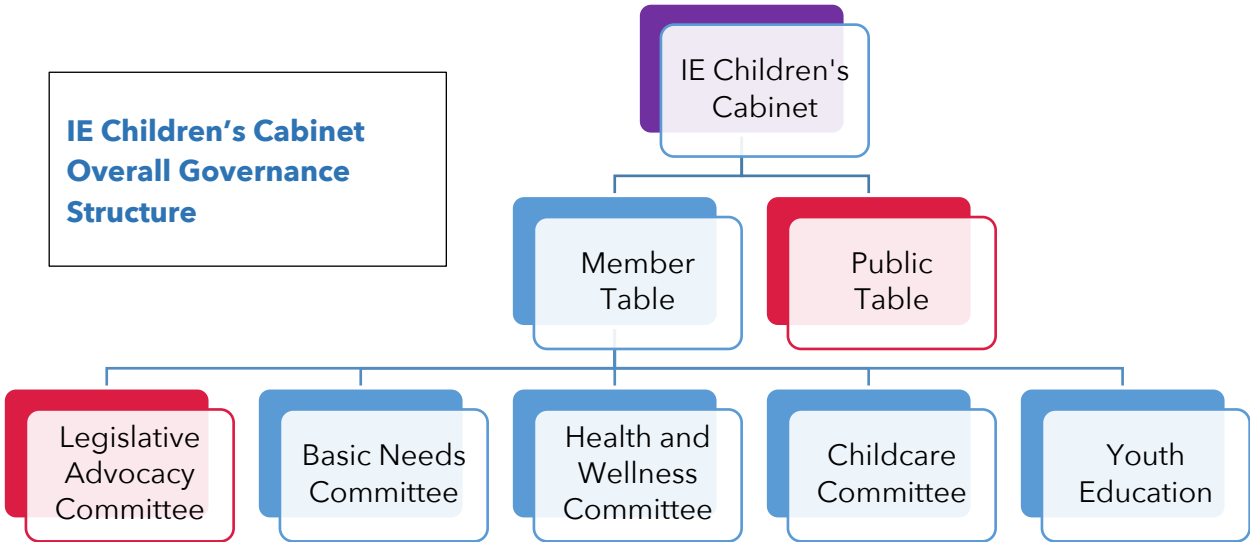 IE Children's
Cabinet
IE Children’s Cabinet
Overall Governance
Structure
Member
Table
Public
Table
Legislative
Advocacy
Committee
Basic Needs
Committee
Health and
Wellness
Committee
Childcare
Committee
Youth
Education